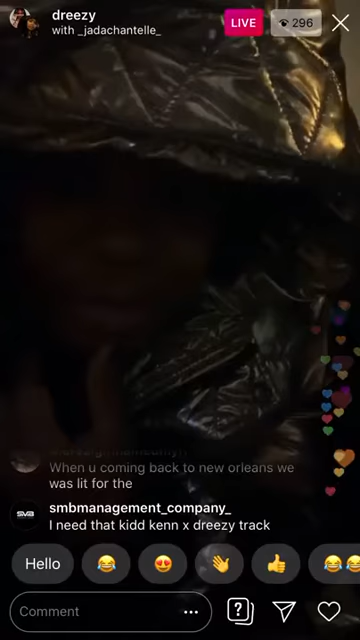 dreezy
with _jadachantelle_
LIVE
296
When u coming back to new orleans we
was lit for the
SMB
smbmanagement_company_
I need that kidd kenn x dreezy track
Hello
Comment